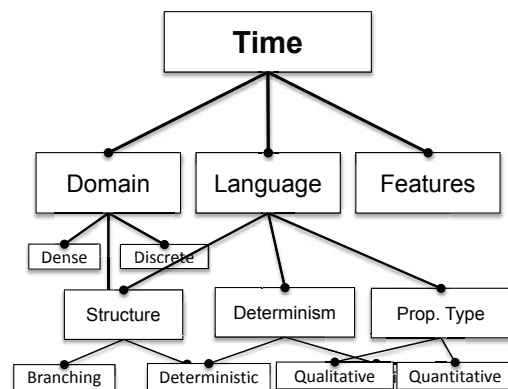 Time
Domain
Language
Features
Dense
Discrete
Structure
Determinism
Prop. Type
Branching
Deterministic
Qualitative
Quantitative